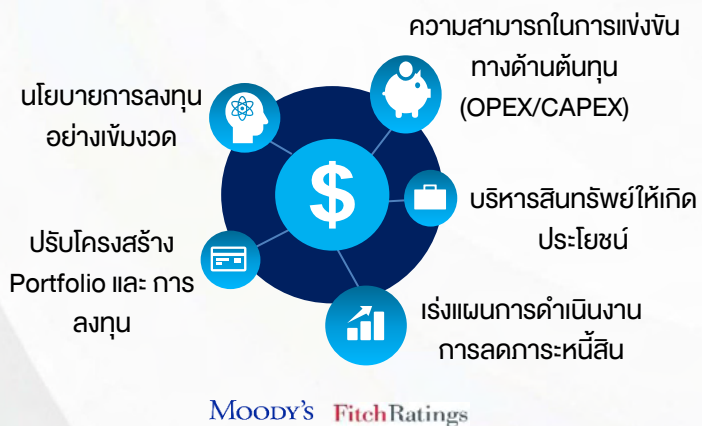 ความสามารถในการแข่งขัน
ทางด้านต้นทุน
(OPEX/CAPEX)
นโยบายการลงทุน
อย่างเข้มงวด
$
บริหารสินทรัพย์ให้เกิด
ประโยชน์
ปรับโครงสร้าง
Portfolio และ การ
ลงทุน
เร่งแผนการดำเนินงาน
การลดภาระหนี้สิน
MOODY'S FitchRatings